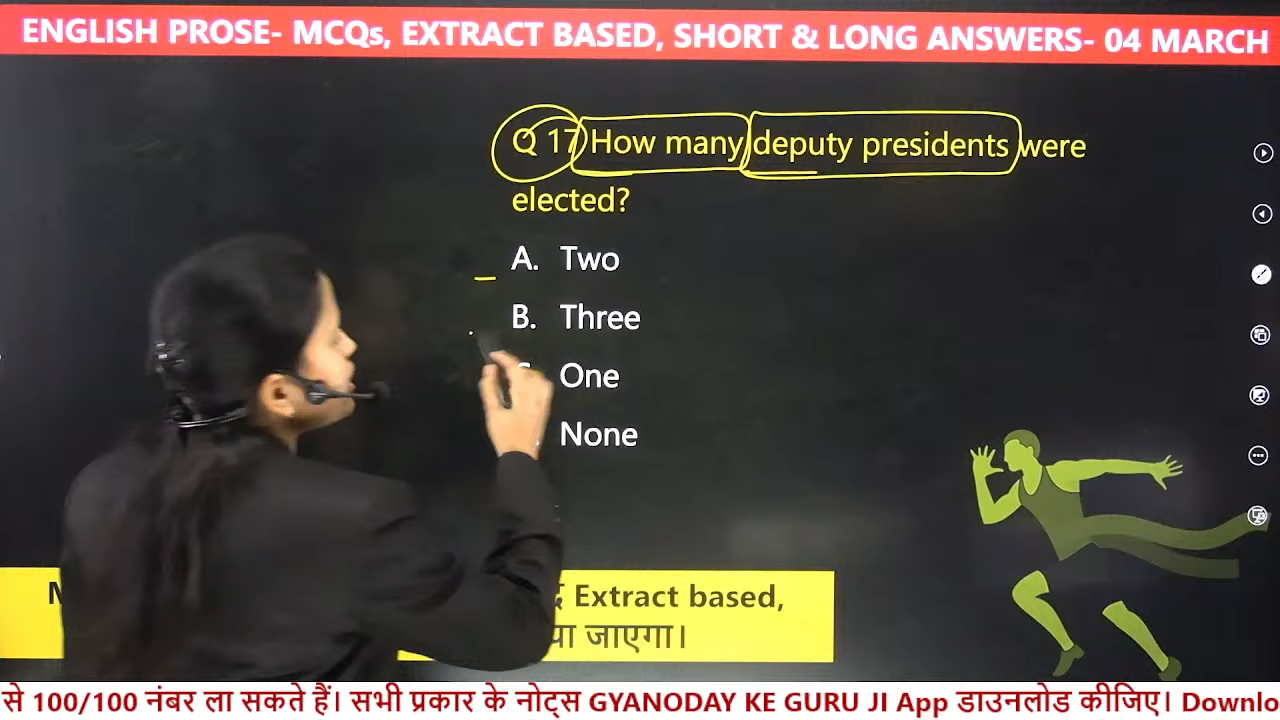 ENGLISH PROSE- MCQs, EXTRACT BASED, SHORT & LONG ANSWERS- 04 MARCH
Q 17 How many deputy presidents were
elected?
A. Two
B. Three
One
None
Extract based,
जाएगा।
से 100/100 नंबर ला सकते हैं। सभी प्रकार के नोट्स GYANODAY KE GURU JI App डाउनलोड कीजिए। Downlo